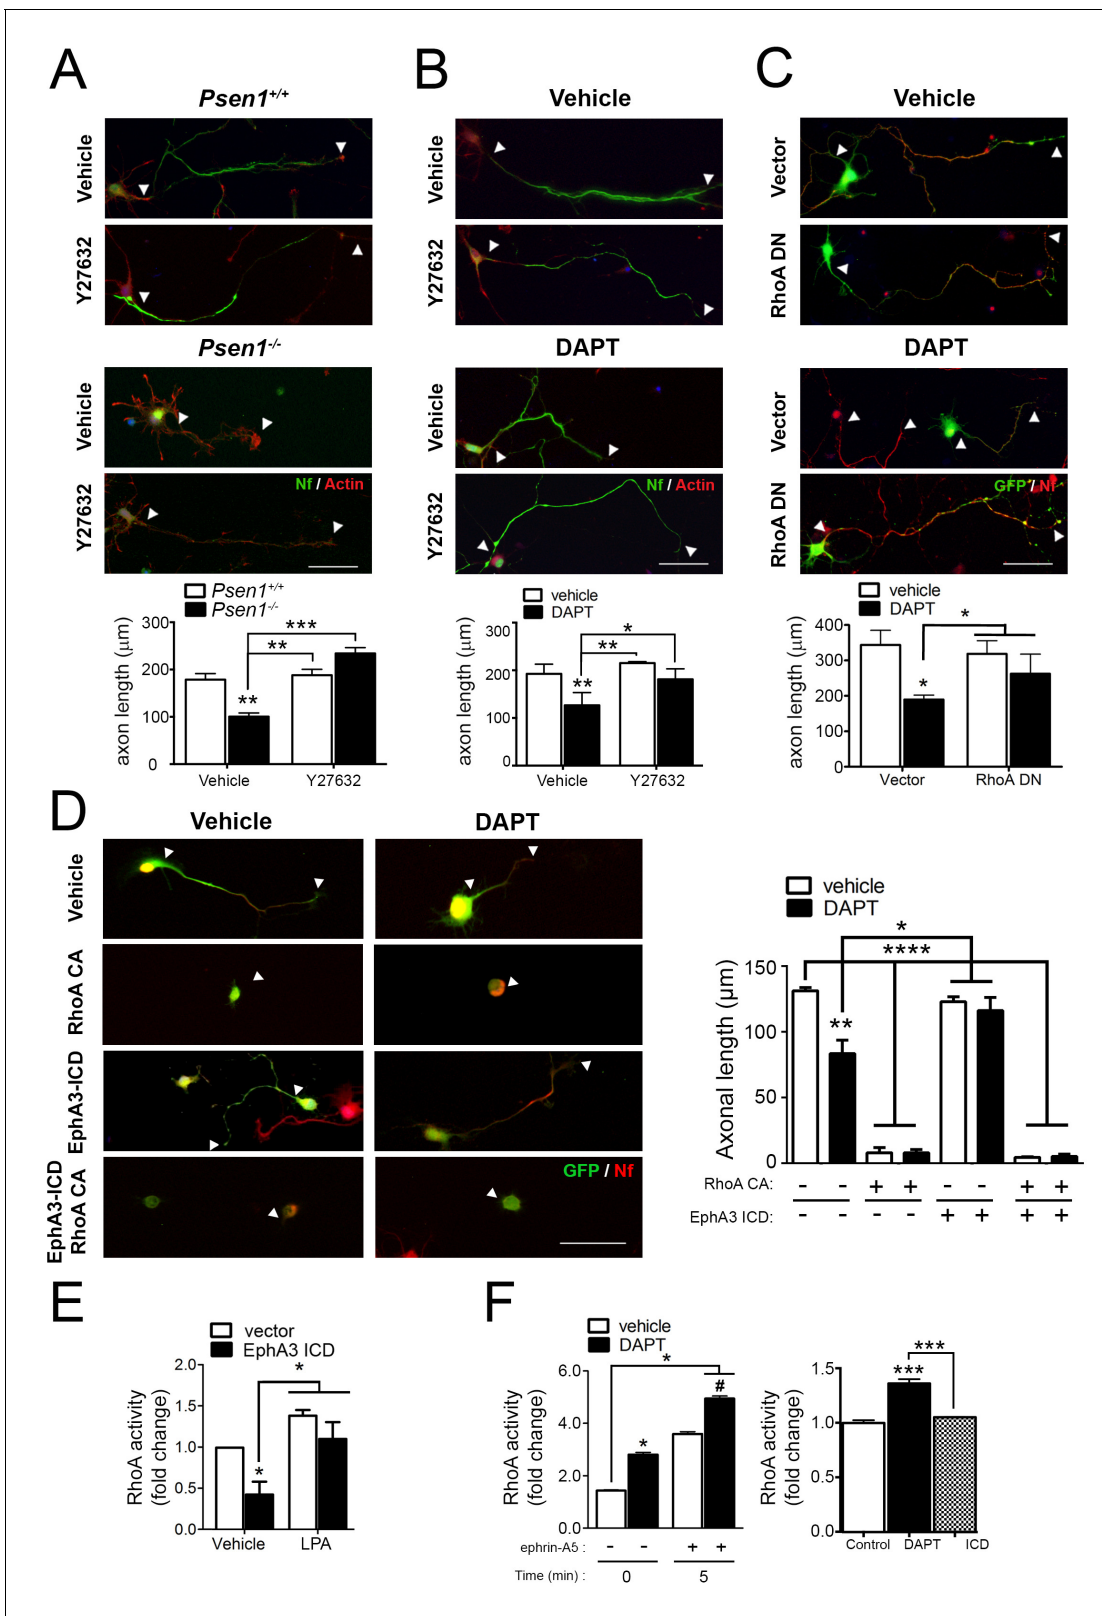 A
B
C
Psen1+/+
Vehicle
Vehicle
Vehicle
Y27632
Vehicle
Y27632
Vector
RhoA DN
Psen1-/-
DAPT
DAPT
Vehicle
Y27632
Nf / Actin
Vehicle
Y27632
Nf / Actin
Vector
RhoA DN
GFP / Nf
Psen1+/+
Psen1-/-
300
200
100
0
axon length (μm)
***
**
**
Vehicle Y27632
vehicle
DAPT
300
200
100
0
axon length (μm)
*
**
**
Vehicle Y27632
vehicle
DAPT
400
300
200
100
0
axon length (μm)
*
*
Vector RhoA DN
D
Vehicle
DAPT
Vehicle
RhoA CA
EphA3-ICD
EphA3-ICD
RhoA CA
GFP / Nf
vehicle
DAPT
*
****
**
150
100
50
0
Axonal length (μm)
RhoA CA: - - + + - - + +
EphA3 ICD: - - - - + + + +
E
vector
EphA3 ICD
2.0
1.5
1.0
0.5
0.0
RhoA activity
(fold change)
*
*
Vehicle LPA
F
vehicle
DAPT
6.0
4.0
2.0
0.0
RhoA activity
(fold change)
*
#
*
ephrin-A5 : - - + +
Time (min) : 0 5
1.5
1.0
0.5
0.0
RhoA activity
(fold change)
***
***
Control DAPT ICD